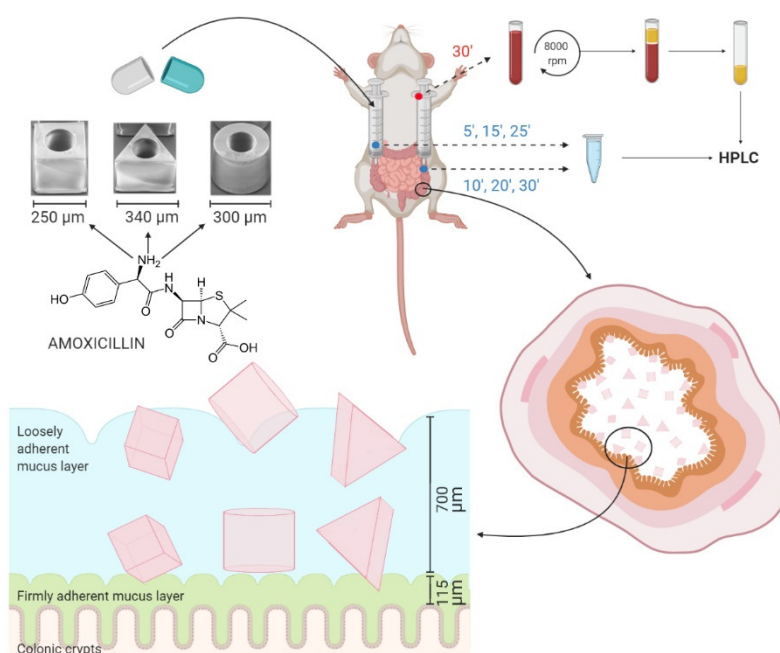 30'
8000
rpm
5', 15', 25'
HPLC
10', 20', 30'
250 µm
340 µm
300 µm
NH₂
HO
O
H
N
H
S
O
N
O
OH
AMOXICILLIN
Loosely
adherent
mucus layer
700
µm
Firmly adherent mucus layer
115
µm
Colonic crypts